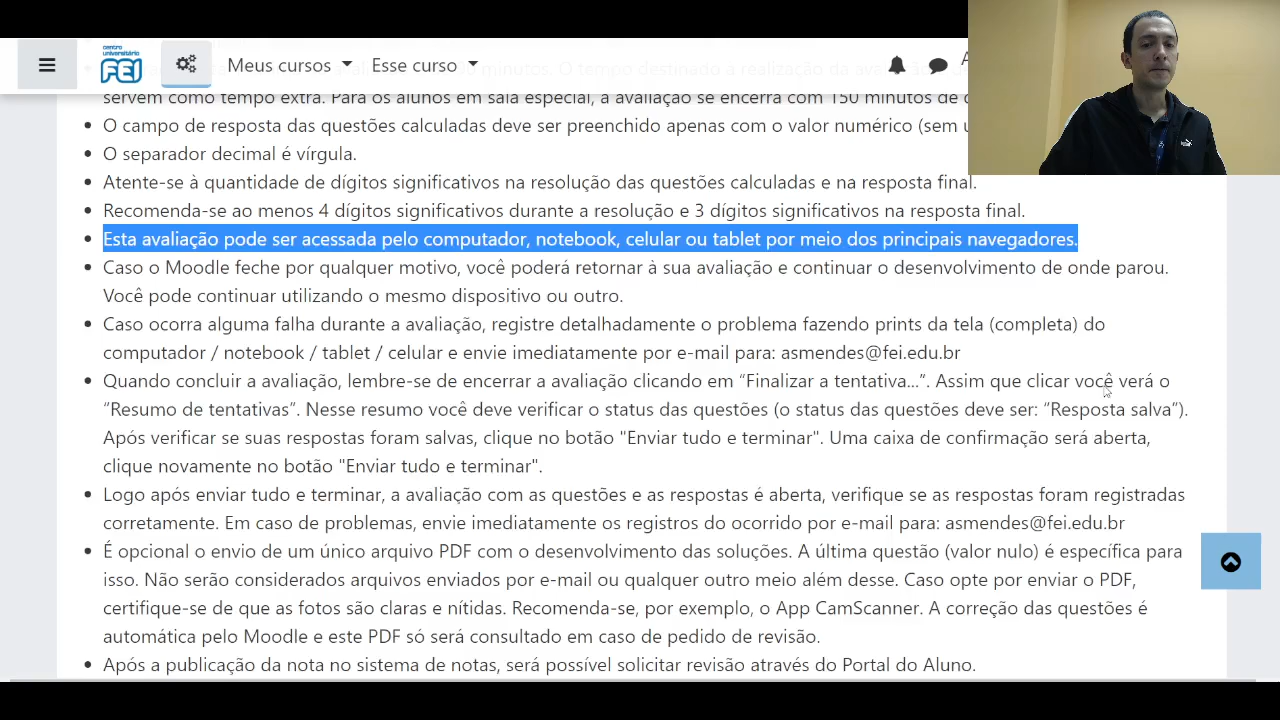 centro
universitário
FEI
Meus cursos
Esse curso
minutos. O tempo destinado a realização da
servem como tempo extra. Para os alunos em sala especial, a avaliação se encerra com 150 minutos de
O campo de resposta das questões calculadas deve ser preenchido apenas com o valor numérico (sem
O separador decimal é vírgula.
Atente-se à quantidade de dígitos significativos na resolução das questões calculadas e na resposta final.
Recomenda-se ao menos 4 dígitos significativos durante a resolução e 3 dígitos significativos na resposta final.
Esta avaliação pode ser acessada pelo computador, notebook, celular ou tablet por meio dos principais navegadores.
Caso o Moodle feche por qualquer motivo, você poderá retornar à sua avaliação e continuar o desenvolvimento de onde parou.
Você pode continuar utilizando o mesmo dispositivo ou outro.
Caso ocorra alguma falha durante a avaliação, registre detalhadamente o problema fazendo prints da tela (completa) do
computador / notebook / tablet / celular e envie imediatamente por e-mail para: asmendes@fei.edu.br
Quando concluir a avaliação, lembre-se de encerrar a avaliação clicando em “Finalizar a tentativa...”. Assim que clicar você verá o
“Resumo de tentativas”. Nesse resumo você deve verificar o status das questões (o status das questões deve ser: “Resposta salva”).
Após verificar se suas respostas foram salvas, clique no botão "Enviar tudo e terminar". Uma caixa de confirmação será aberta,
clique novamente no botão "Enviar tudo e terminar".
Logo após enviar tudo e terminar, a avaliação com as questões e as respostas é aberta, verifique se as respostas foram registradas
corretamente. Em caso de problemas, envie imediatamente os registros do ocorrido por e-mail para: asmendes@fei.edu.br
É opcional o envio de um único arquivo PDF com o desenvolvimento das soluções. A última questão (valor nulo) é específica para
isso. Não serão considerados arquivos enviados por e-mail ou qualquer outro meio além desse. Caso opte por enviar o PDF,
certifique-se de que as fotos são claras e nítidas. Recomenda-se, por exemplo, o App CamScanner. A correção das questões é
automática pelo Moodle e este PDF só será consultado em caso de pedido de revisão.
Após a publicação da nota no sistema de notas, será possível solicitar revisão através do Portal do Aluno.